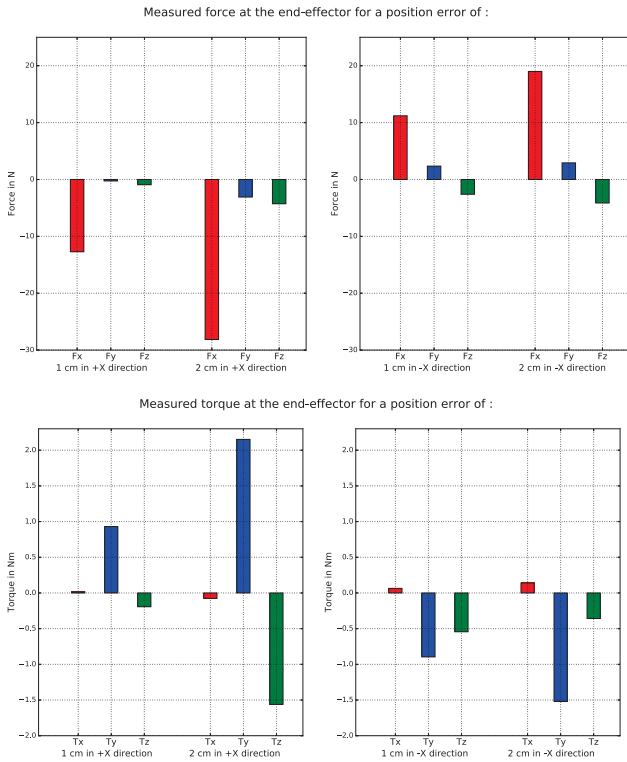 Measured force at the end-effector for a position error of :
Force in N
20
10
0
−10
−20
−30
Fx Fy Fz Fx Fy Fz
1 cm in +X direction 2 cm in +X direction
Force in N
20
10
0
−10
−20
−30
Fx Fy Fz Fx Fy Fz
1 cm in -X direction 2 cm in -X direction
Measured torque at the end-effector for a position error of :
Torque in Nm
2.0
1.5
1.0
0.5
0.0
−0.5
−1.0
−1.5
−2.0
Tx Ty Tz Tx Ty Tz
1 cm in +X direction 2 cm in +X direction
Torque in Nm
2.0
1.5
1.0
0.5
0.0
−0.5
−1.0
−1.5
−2.0
Tx Ty Tz Tx Ty Tz
1 cm in -X direction 2 cm in -X direction